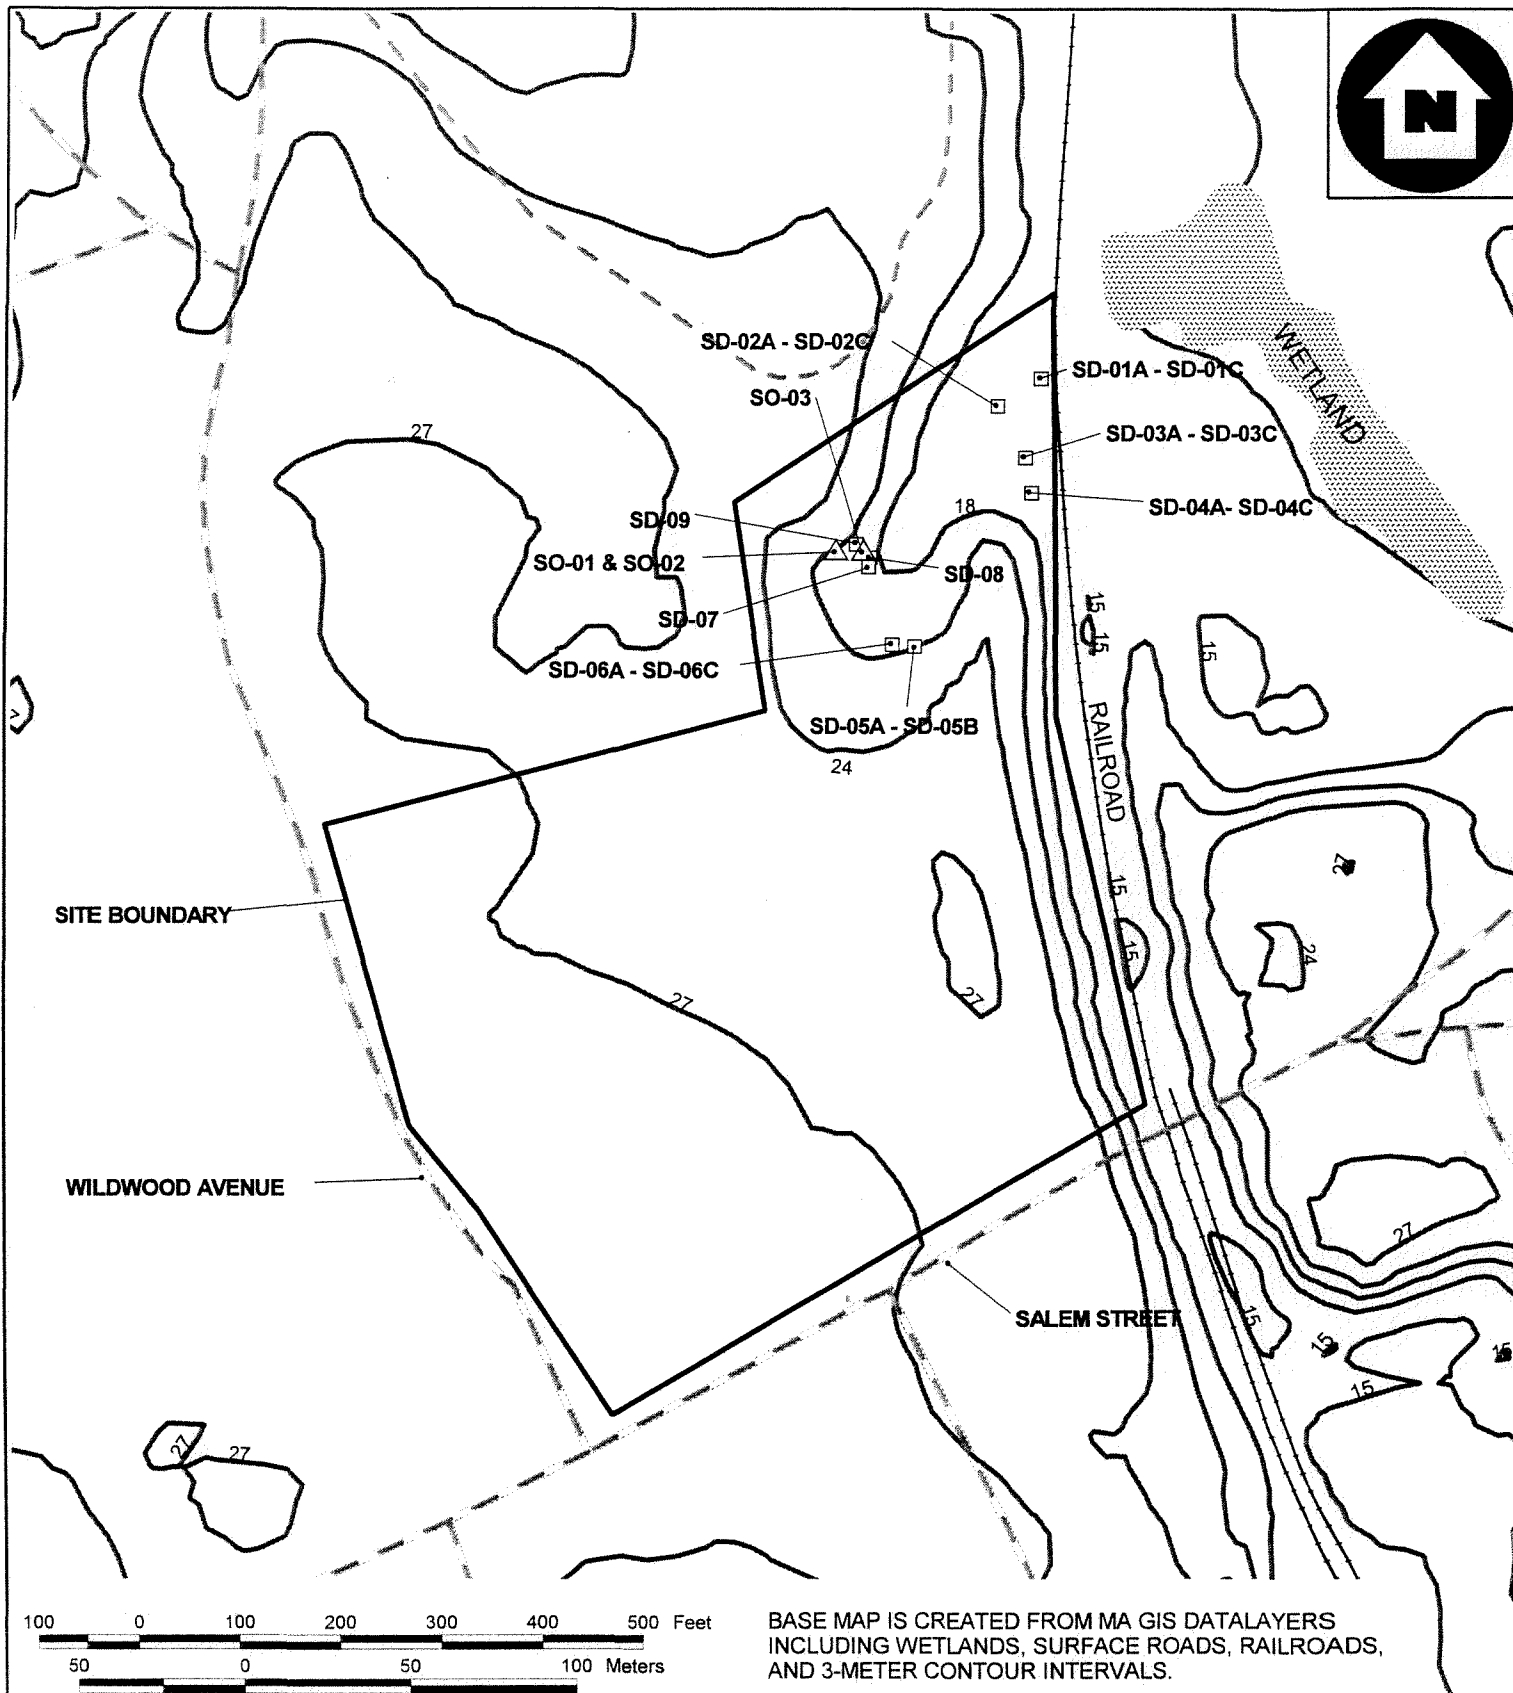 N
WETLAND
SD-02A - SD-02C
SD-01A - SD-01C
SO-03
27
SD-03A - SD-03C
18
SD-04A- SD-04C
SD-09
SO-01 & SO-02
SD-08
15
SD-07
15
15
SD-06A - SD-06C
SD-05A - SD-05B
RAILROAD
24
27
15
SITE BOUNDARY
15
24
27
27
WILDWOOD AVENUE
27
SALEM STREET
15
15
15
15
27
27
100 0 100 200 300 400 500 Feet
50 0 50 100 Meters
BASE MAP IS CREATED FROM MA GIS DATALAYERS
INCLUDING WETLANDS, SURFACE ROADS, RAILROADS,
AND 3-METER CONTOUR INTERVALS.